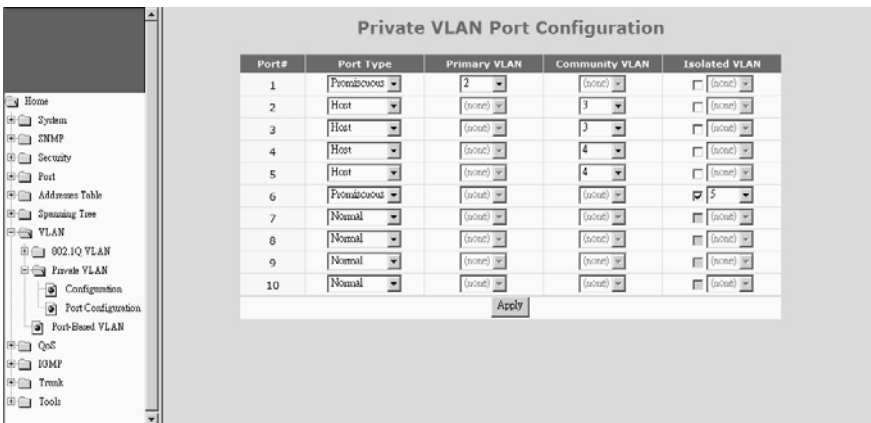 Private VLAN Port Configuration
Port# Port Type Primary VLAN Community VLAN Isolated VLAN
1 Promiscuous 2 (none) (none)
2 Host (none) 3 (none)
3 Host (none) 3 (none)
4 Host (none) 4 (none)
5 Host (none) 4 (none)
6 Promiscuous (none) (none) 5
7 Normal (none) (none) (none)
8 Normal (none) (none) (none)
9 Normal (none) (none) (none)
10 Normal (none) (none) (none)
Apply
Home
System
SNMP
Security
Port
Addresses Table
Spanning Tree
VLAN
802.1Q VLAN
Private VLAN
Configuration
Port Configuration
Port-Based VLAN
QoS
IGMP
Trunk
Tools